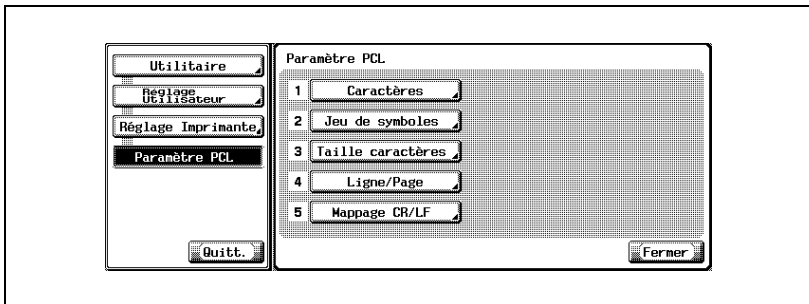 Utilitaire
Réglage
Utilisateur
Réglage Imprimante
Paramètre PCL
Quitt.
Paramètre PCL
1 Caractères
2 Jeu de symboles
3 Taille caractères
4 Ligne/Page
5 Mappage CR/LF
Fermer